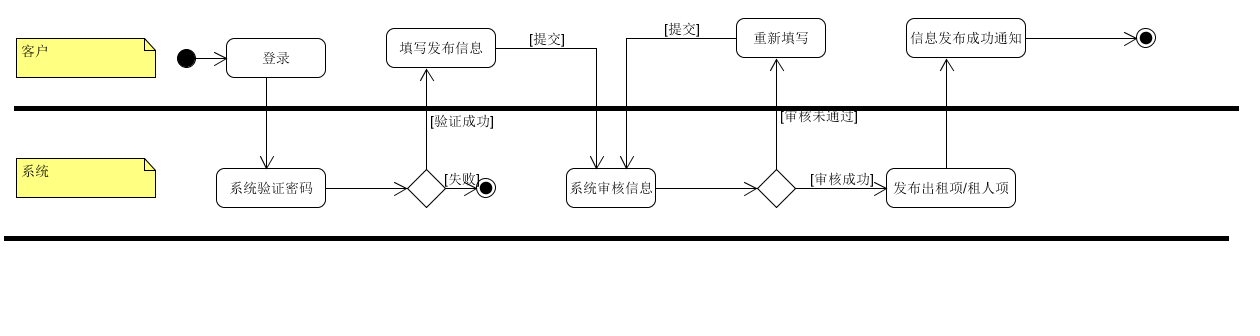 客户
登录
填写发布信息
[提交]
[提交]
重新填写
信息发布成功通知
[验证成功]
[审核未通过]
系统
系统验证密码
[失败]
系统审核信息
[审核成功]
发布出租项/租人项